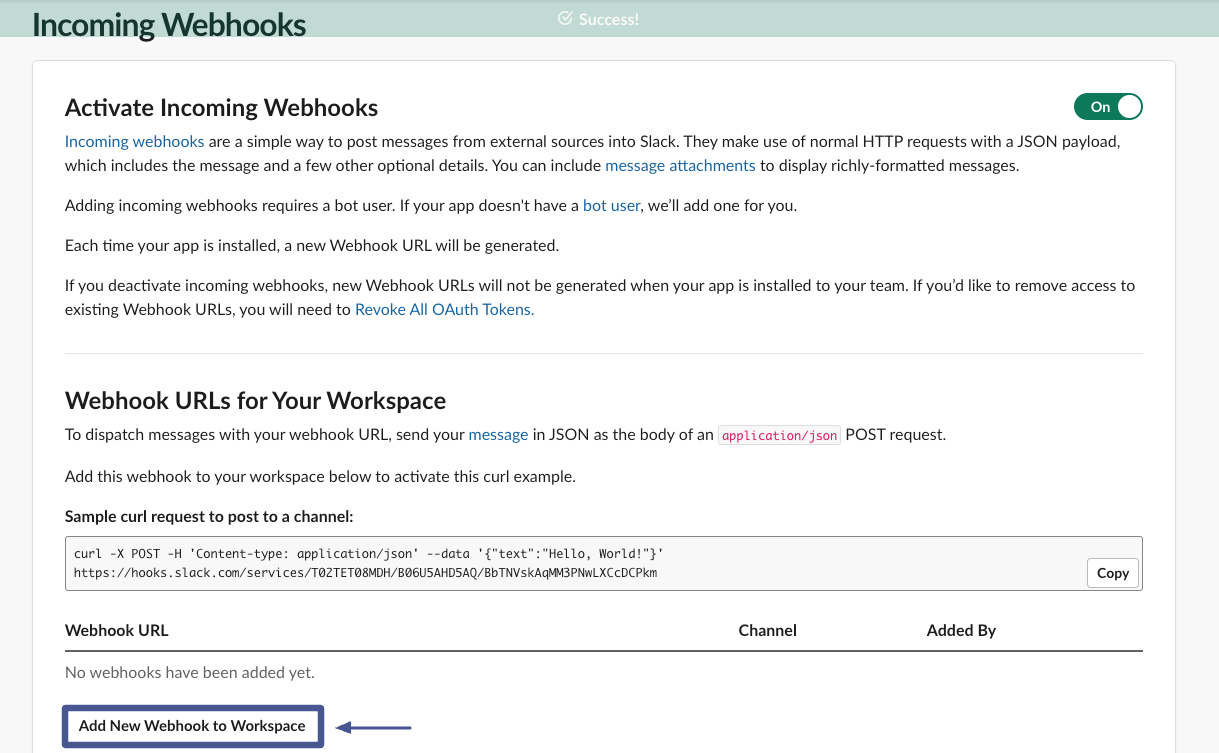 Success!
Incoming Webhooks
Activate Incoming Webhooks
On
Incoming webhooks are a simple way to post messages from external sources into Slack. They make use of normal HTTP requests with a JSON payload,
which includes the message and a few other optional details. You can include message attachments to display richly-formatted messages.
Adding incoming webhooks requires a bot user. If your app doesn't have a bot user, we’ll add one for you.
Each time your app is installed, a new Webhook URL will be generated.
If you deactivate incoming webhooks, new Webhook URLs will not be generated when your app is installed to your team. If you’d like to remove access to
existing Webhook URLs, you will need to Revoke All OAuth Tokens.
Webhook URLs for Your Workspace
To dispatch messages with your webhook URL, send your message in JSON as the body of an application/json POST request.
Add this webhook to your workspace below to activate this curl example.
Sample curl request to post to a channel:
curl -X POST -H 'Content-type: application/json' --data '{"text":"Hello, World!"}'
https://hooks.slack.com/services/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
Copy
Webhook URL Channel Added By
No webhooks have been added yet.
Add New Webhook to Workspace